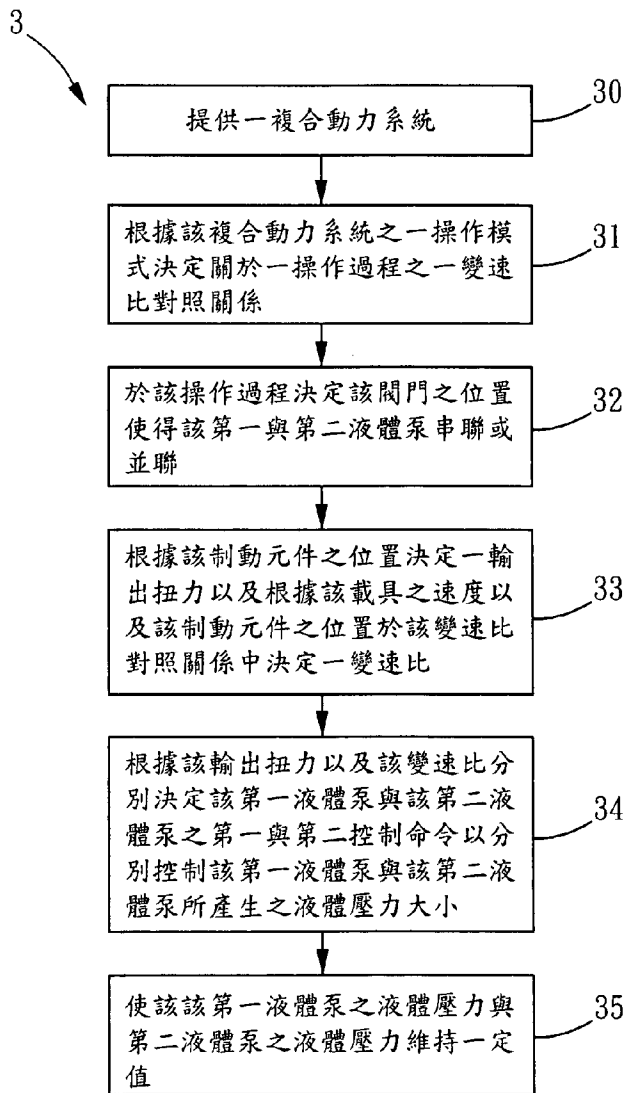 3
提供一複合動力系統
30
根據該複合動力系統之一操作模
式決定關於一操作過程之一變速
比對照關係
31
於該操作過程決定該閥門之位置
使得該第一與第二液體泵串聯或
並聯
32
根據該制動元件之位置決定一輸
出扭力以及根據該載具之速度以
及該制動元件之位置於該變速比
對照關係中決定一變速比
33
根據該輸出扭力以及該變速比分
別決定該第一液體泵與該第二液
體泵之第一與第二控制命令以分
別控制該第一液體泵與該第二液
體泵所產生之液體壓力大小
34
使該該第一液體泵之液體壓力與
第二液體泵之液體壓力維持一定
值
35